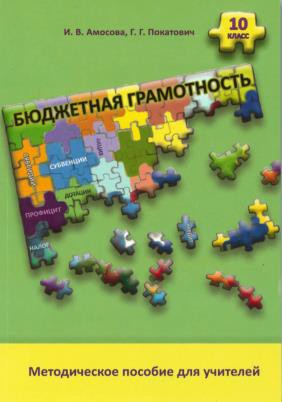 И. В. Амосова, Г. Г. Покатович
10
КЛАСС
БЮДЖЕТНАЯ ГРАМОТНОСТЬ
СУБВЕНЦИИ
ДОТАЦИИ
ПРОФИЦИТ
НАЛОГ
Методическое пособие для учителей